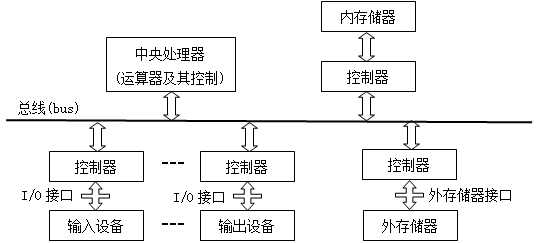 内存储器
中央处理器
(运算器及其控制)
控制器
总线(bus)
控制器
控制器
控制器
I/O 接口
I/O 接口
外存储器接口
输入设备
输出设备
外存储器